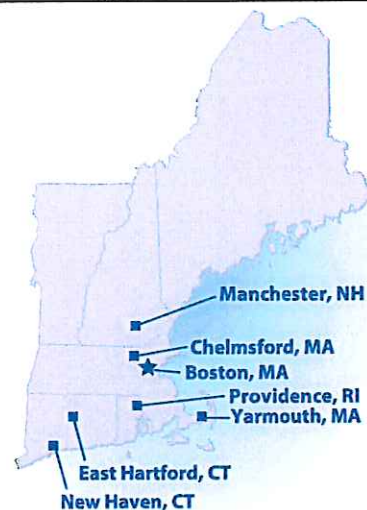 Manchester, NH
Chelmsford, MA
Boston, MA
Providence, RI
Yarmouth, MA
East Hartford, CT
New Haven, CT